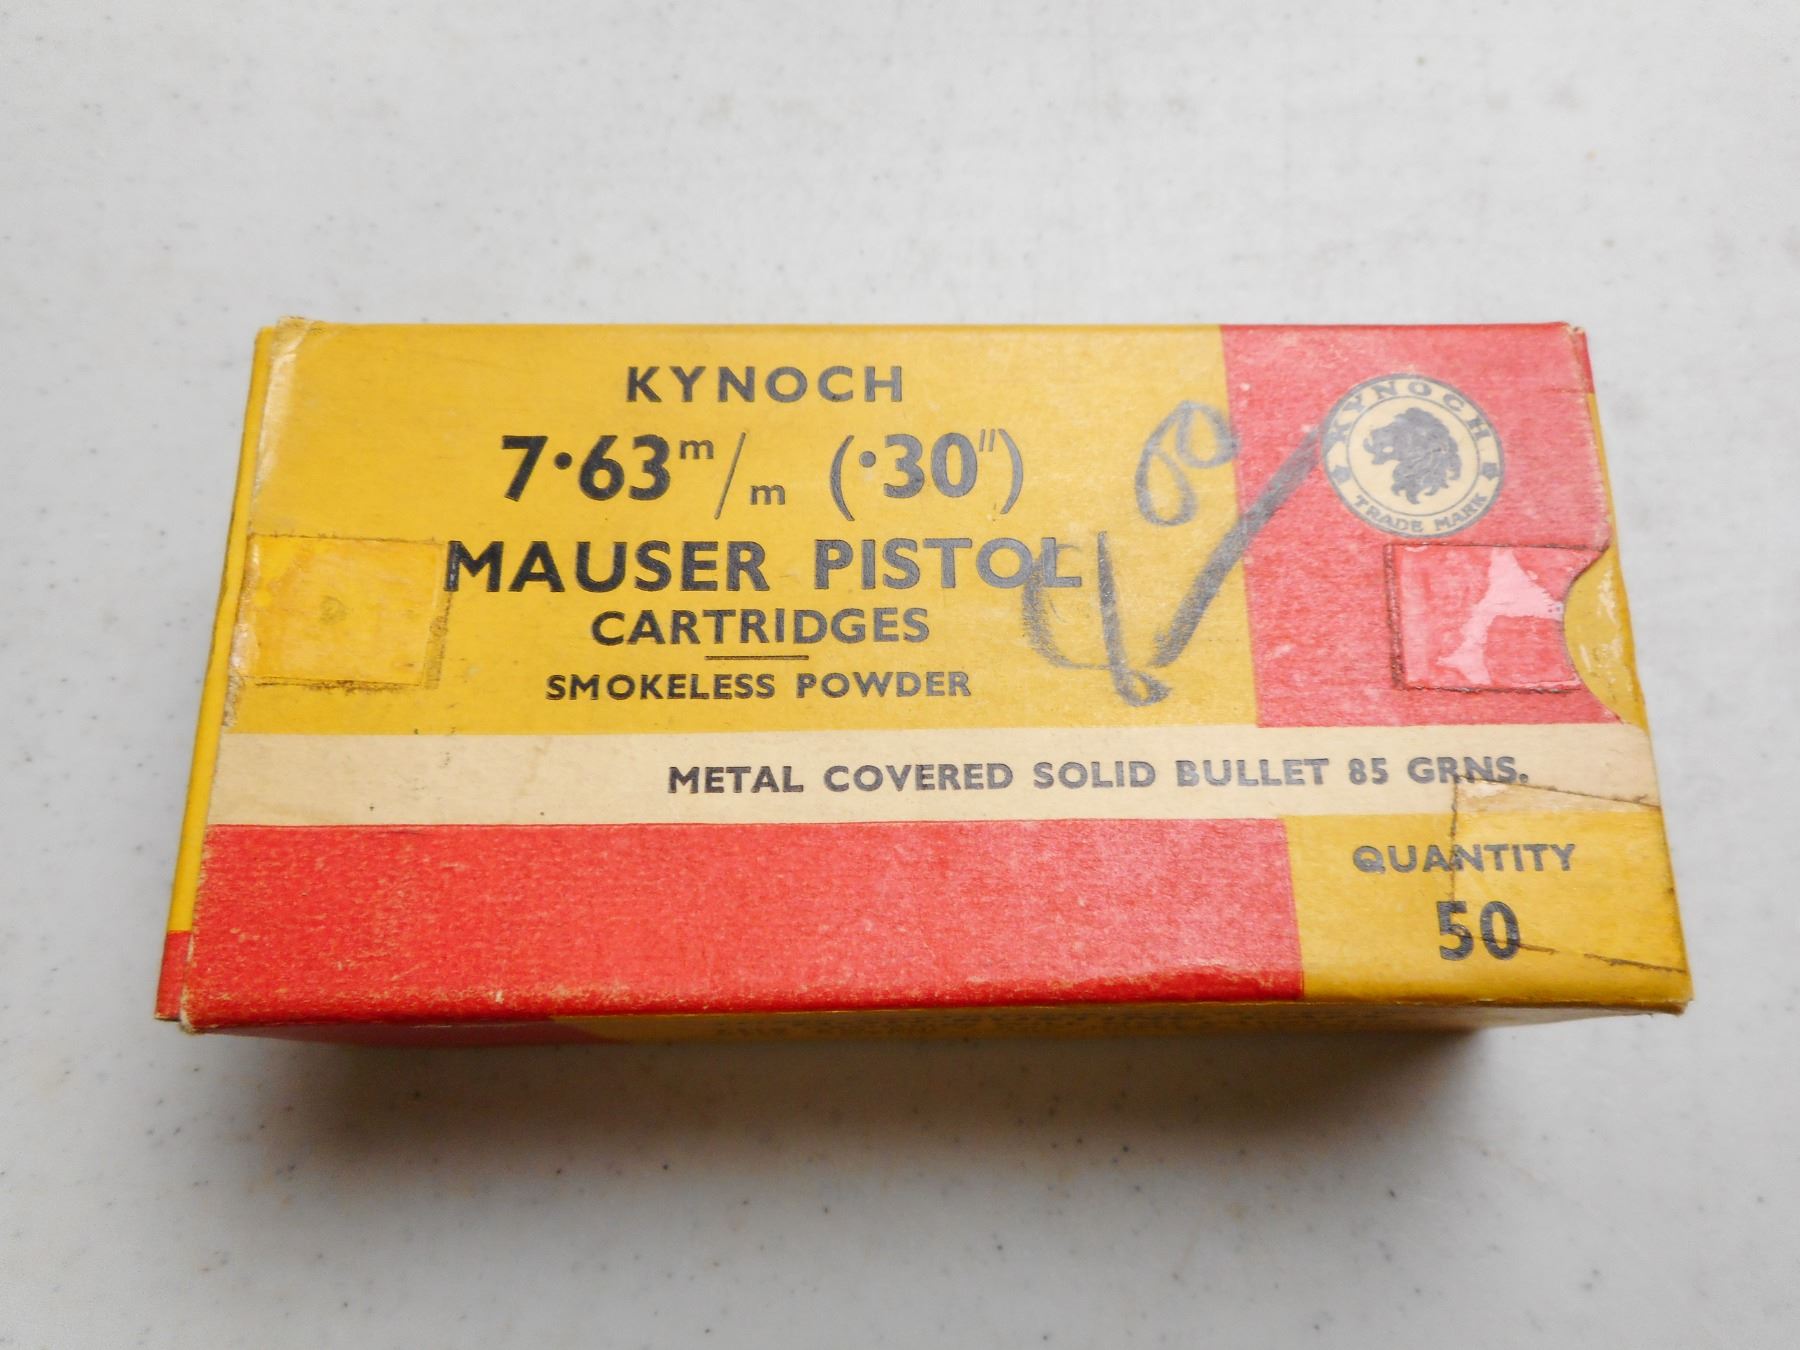 KYNOCH
7·63 m/m (·30")
MAUSER PISTOL
CARTRIDGES
SMOKELESS POWDER
KYNOCH
TRADE MARK
METAL COVERED SOLID BULLET 85 GRNS.
QUANTITY
50